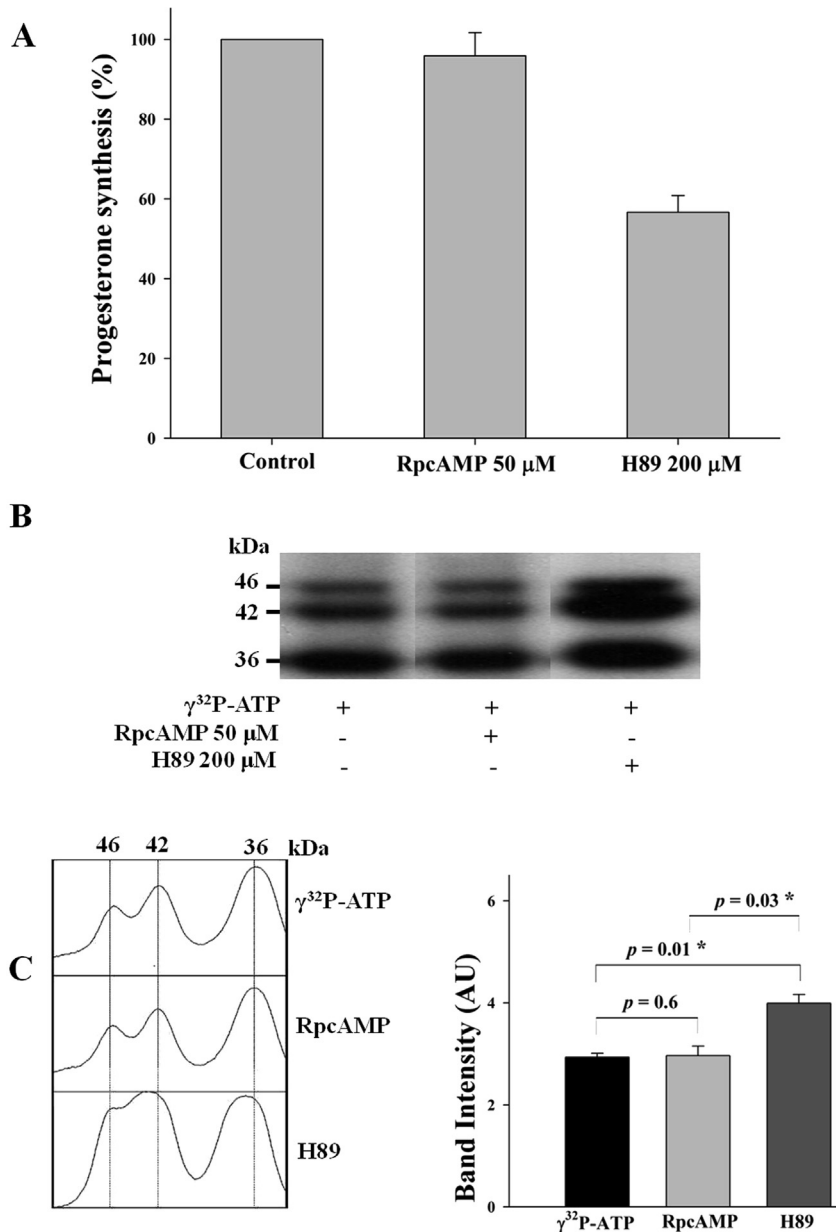 A
Progesterone synthesis (%)
100
80
60
40
20
0
Control RpcAMP 50 μM H89 200 μM
B
kDa
46
42
36
γ³²P-ATP + + +
RpcAMP 50 μM - + -
H89 200 μM - - +
C
46 42 36 kDa
γ³²P-ATP
RpcAMP
H89
Band Intensity (AU)
6
4
2
0
p = 0.03 *
p = 0.01 *
p = 0.6
γ³²P-ATP RpcAMP H89